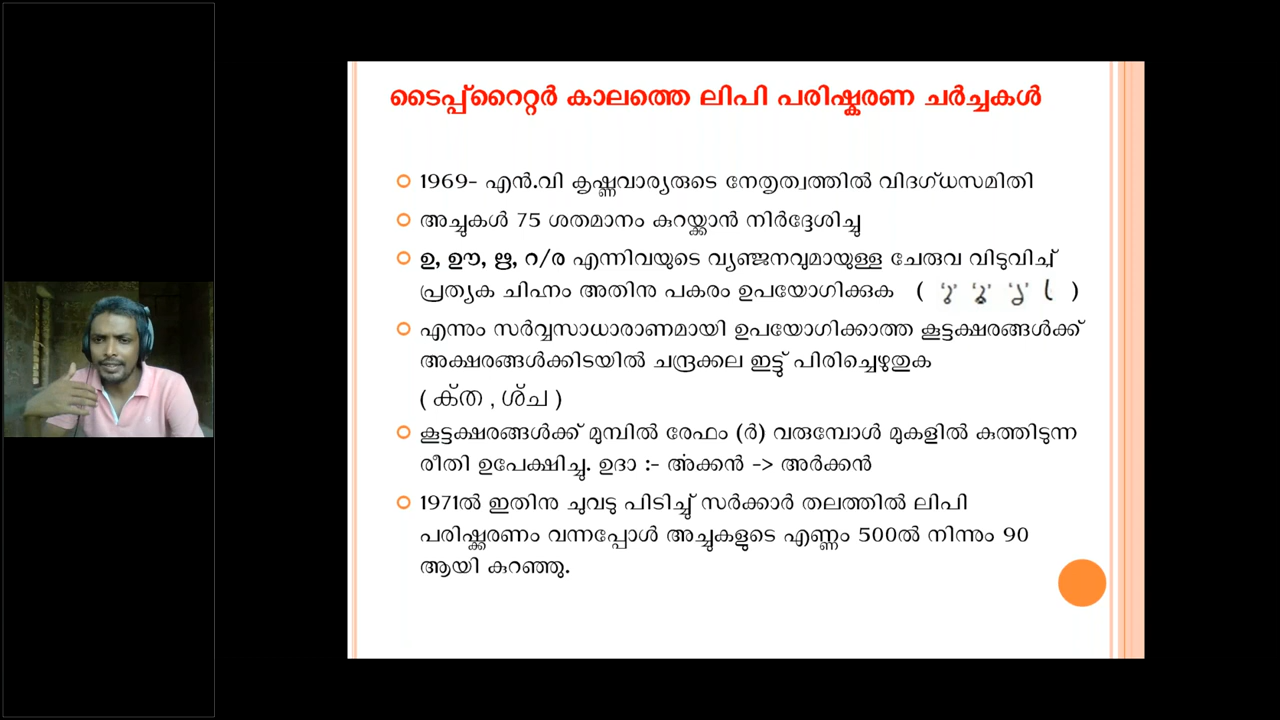 ടൈപ്പ്റൈറ്റർ കാലത്തെ ലിപി പരിഷ്കരണ ചർച്ചകൾ
1969- എൻ.വി കൃഷ്ണവാര്യരുടെ നേതൃത്വത്തിൽ വിദഗ്ധസമിതി
അച്ചുകൾ 75 ശതമാനം കുറയ്ക്കാൻ നിർദ്ദേശിച്ചു
ഉ, ഊ, ഋ, റ/ര എന്നിവയുടെ വ്യഞ്ജനവുമായുള്ള ചേരുവ വിടുവിച്ച്
പ്രത്യക ചിഹ്നം അതിനു പകരം ഉപയോഗിക്കുക ( ു ൂ ൃ ്ര )
എന്നും സർവ്വസാധാരാണമായി ഉപയോഗിക്കാത്ത കൂട്ടക്ഷരങ്ങൾക്ക്
അക്ഷരങ്ങൾക്കിടയിൽ ചന്ദ്രക്കല ഇട്ടു് പിരിച്ചെഴുതുക
( ക്‌ത , ശ്‌ച )
കൂട്ടക്ഷരങ്ങൾക്ക് മുമ്പിൽ രേഫം (ർ) വരുമ്പോൾ മുകളിൽ കുത്തിടുന്ന
രീതി ഉപേക്ഷിച്ചു. ഉദാ :- അൎക്കൻ -> അർക്കൻ
1971ൽ ഇതിനു ചുവടു പിടിച്ച് സർക്കാർ തലത്തിൽ ലിപി
പരിഷ്ക്കരണം വന്നപ്പോൾ അച്ചുകളുടെ എണ്ണം 500ൽ നിന്നും 90
ആയി കുറഞ്ഞു.